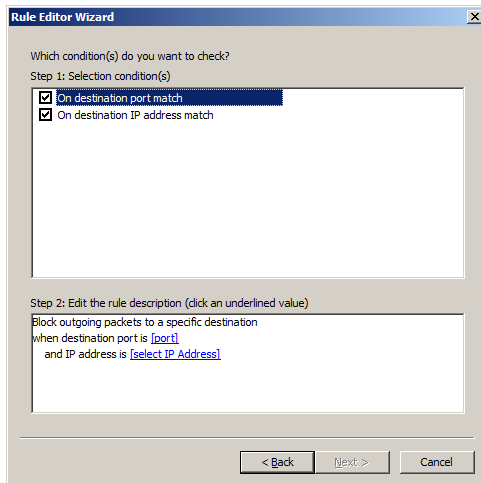 Rule Editor Wizard
Which condition(s) do you want to check?
Step 1: Selection condition(s)
On destination port match
On destination IP address match
Step 2: Edit the rule description (click an underlined value)
Block outgoing packets to a specific destination
when destination port is [port]
and IP address is [select IP Address]
< Back Next > Cancel